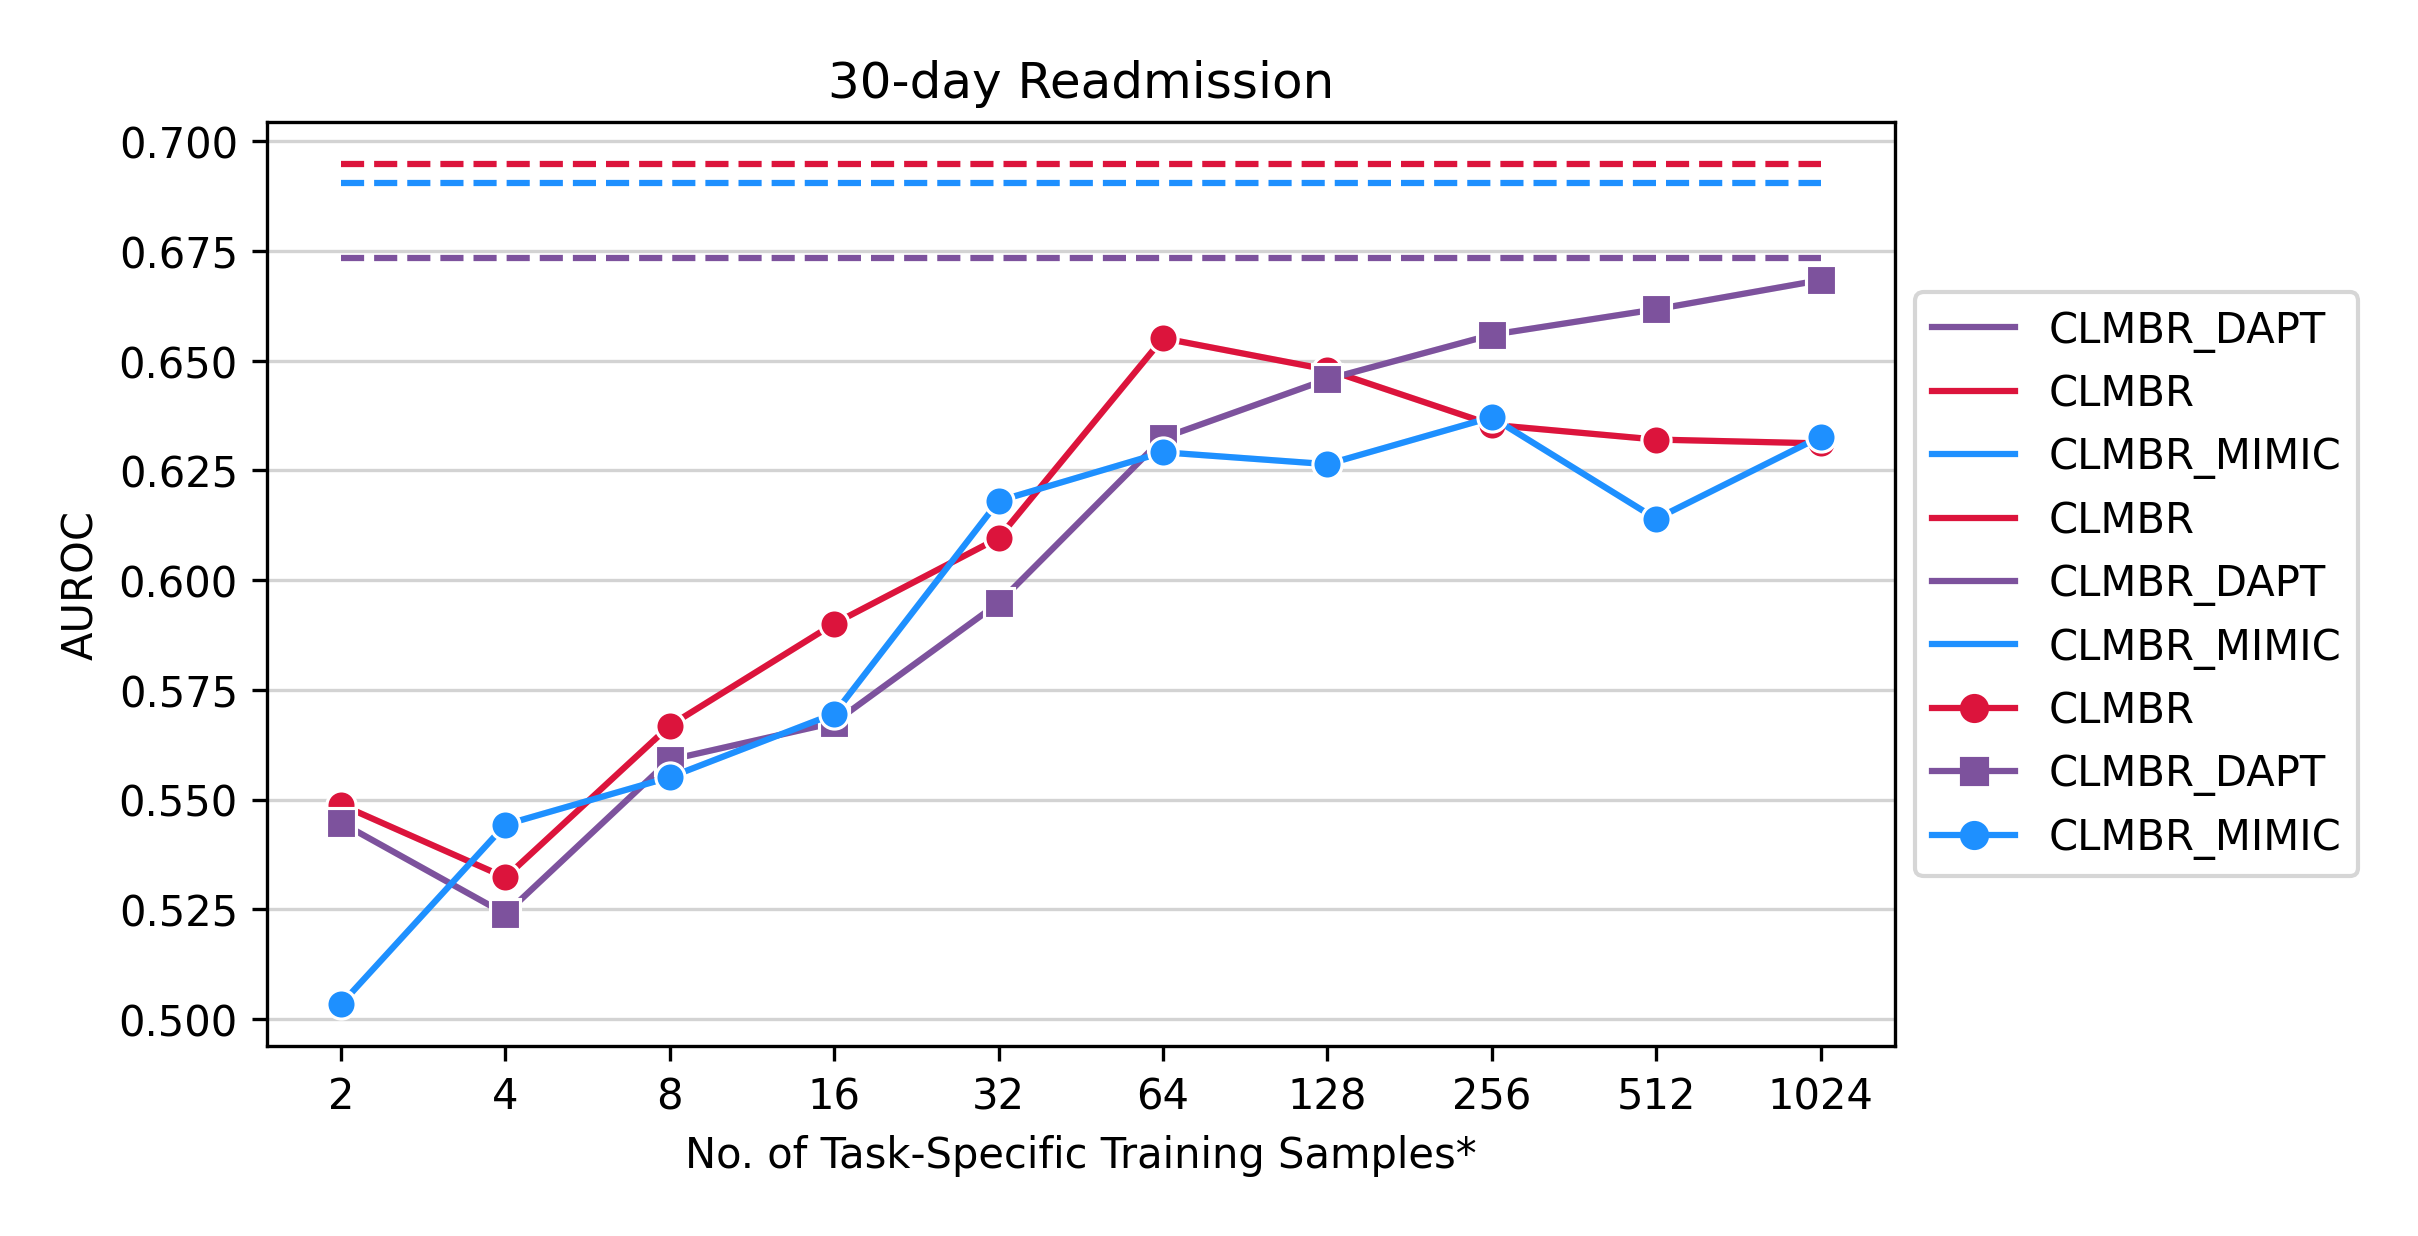 30-day Readmission
0.700
0.675
0.650
0.625
0.600
0.575
0.550
0.525
0.500
AUROC
2 4 8 16 32 64 128 256 512 1024
No. of Task-Specific Training Samples*
CLMBR_DAPT
CLMBR
CLMBR_MIMIC
CLMBR
CLMBR_DAPT
CLMBR_MIMIC
CLMBR
CLMBR_DAPT
CLMBR_MIMIC